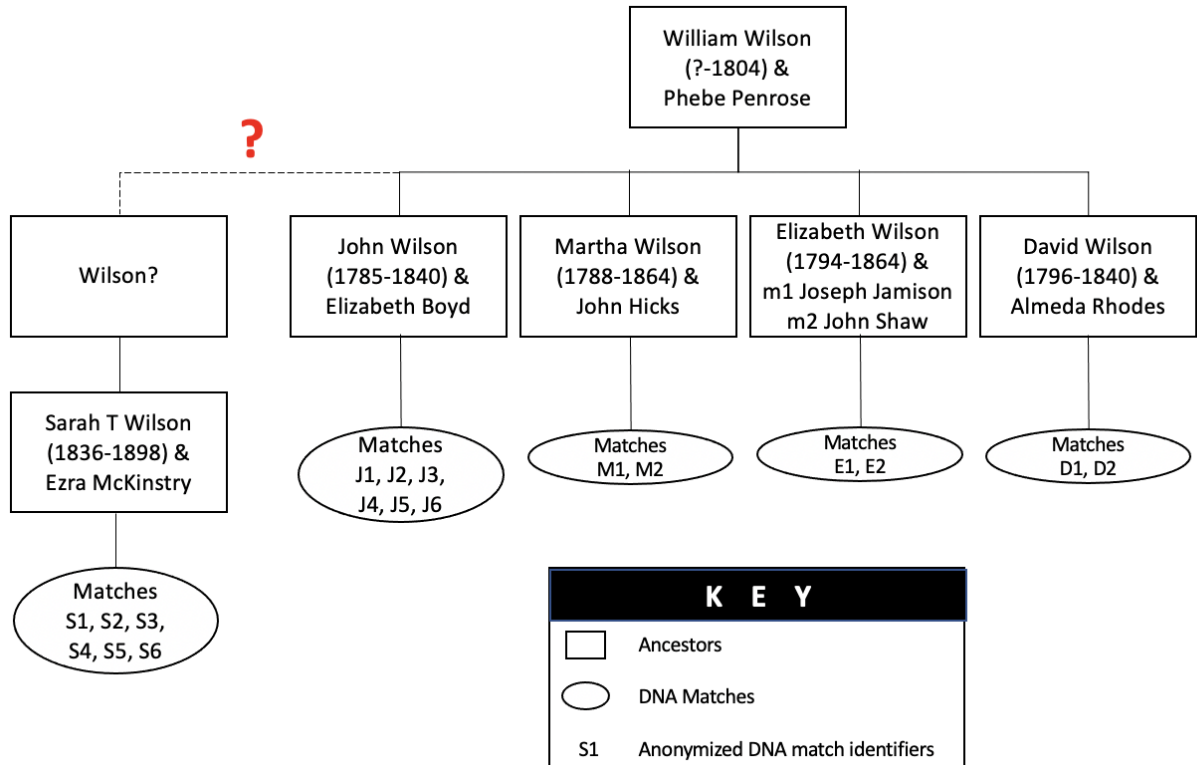 William Wilson
(?-1804) &
Phebe Penrose
?
Wilson?
John Wilson
(1785-1840) &
Elizabeth Boyd
Martha Wilson
(1788-1864) &
John Hicks
Elizabeth Wilson
(1794-1864) &
m1 Joseph Jamison
m2 John Shaw
David Wilson
(1796-1840) &
Almeda Rhodes
Sarah T Wilson
(1836-1898) &
Ezra McKinstry
Matches
J1, J2, J3,
J4, J5, J6
Matches
M1, M2
Matches
E1, E2
Matches
D1, D2
Matches
S1, S2, S3,
S4, S5, S6
K E Y
Ancestors
DNA Matches
S1 Anonymized DNA match identifiers